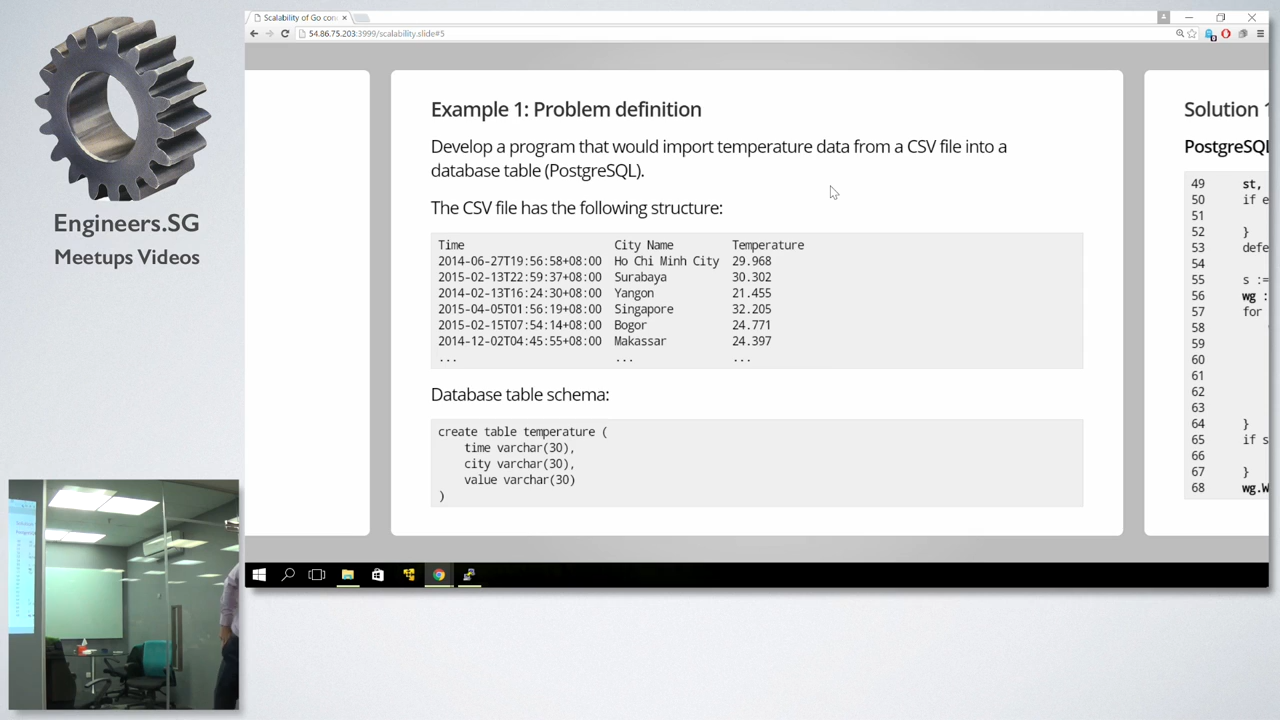 Engineers.SG
Meetups Videos
Scalability of Go con
54.86.75.203:3999/scalability.slide#5
Example 1: Problem definition
Develop a program that would import temperature data from a CSV file into a
database table (PostgreSQL).
The CSV file has the following structure:
Time City Name Temperature
2014-06-27T19:56:58+08:00 Ho Chi Minh City 29.968
2015-02-13T22:59:37+08:00 Surabaya 30.302
2014-02-13T16:24:30+08:00 Yangon 21.455
2015-04-05T01:56:19+08:00 Singapore 32.205
2015-02-15T07:54:14+08:00 Bogor 24.771
2014-12-02T04:45:55+08:00 Makassar 24.397
... ... ...
Database table schema:
create table temperature (
time varchar(30),
city varchar(30),
value varchar(30)
)
Solution 1
PostgreSQL
49 st,
50 if e
51
52 }
53 defe
54
55 s :=
56 wg :
57 for
58
59
60
61
62
63
64 }
65 if s
66
67 }
68 wg.W